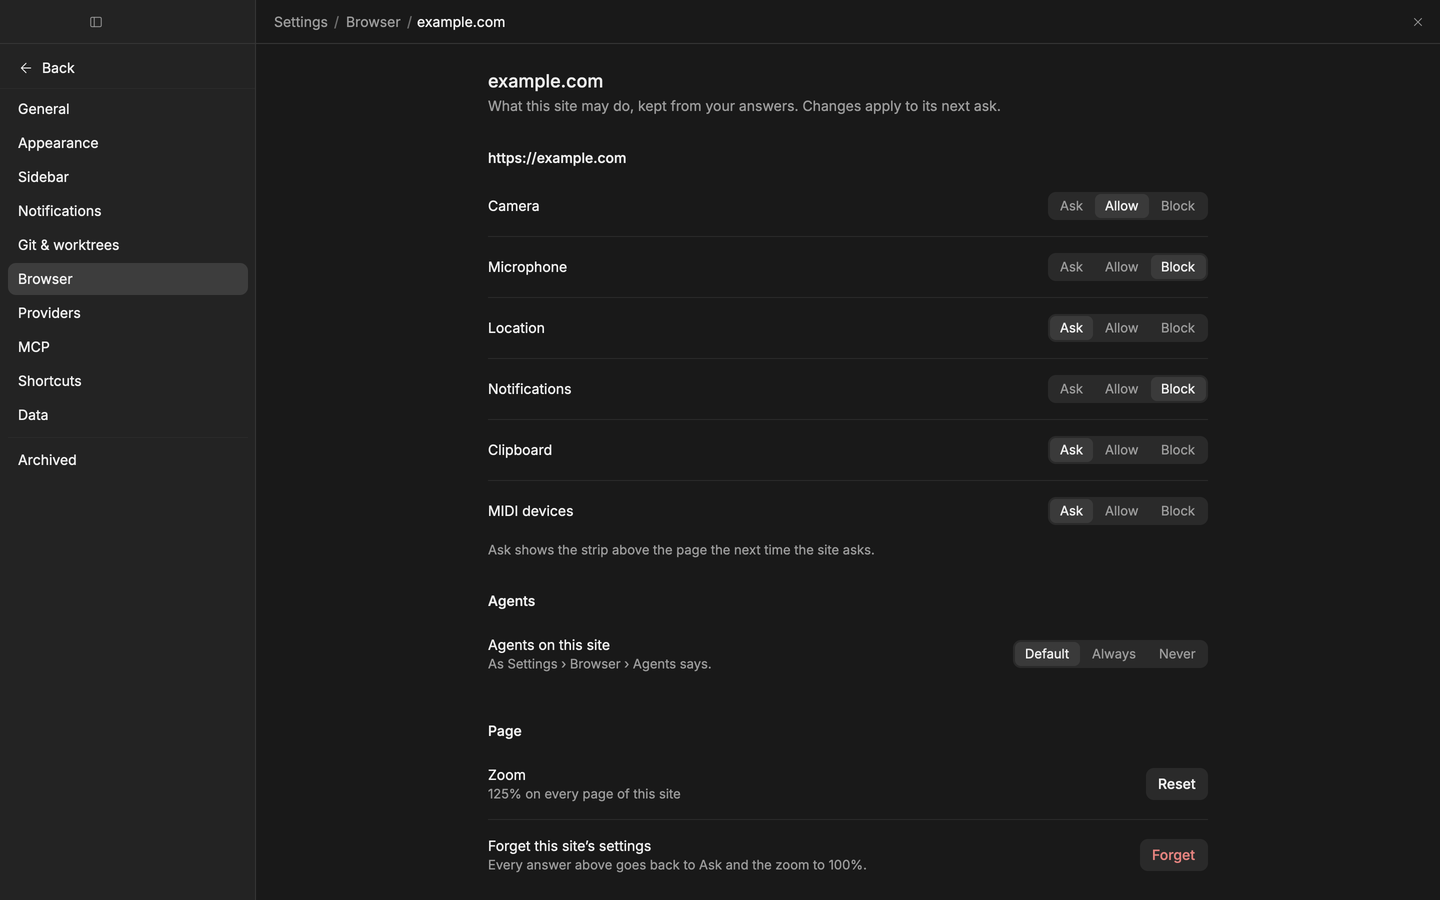 Settings / Browser / example.com
Back
General
Appearance
Sidebar
Notifications
Git & worktrees
Browser
Providers
MCP
Shortcuts
Data
Archived
example.com
What this site may do, kept from your answers. Changes apply to its next ask.
https://example.com
Camera Ask Allow Block
Microphone Ask Allow Block
Location Ask Allow Block
Notifications Ask Allow Block
Clipboard Ask Allow Block
MIDI devices Ask Allow Block
Ask shows the strip above the page the next time the site asks.
Agents
Agents on this site
As Settings › Browser › Agents says.
Default Always Never
Page
Zoom
125% on every page of this site
Reset
Forget this site’s settings
Every answer above goes back to Ask and the zoom to 100%.
Forget